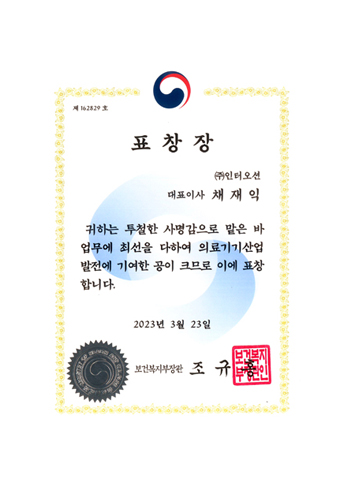 제 162829 호
표창장
㈜인터오션
대표이사 채재익
귀하는 투철한 사명감으로 맡은 바
업무에 최선을 다하여 의료기기산업
발전에 기여한 공이 크므로 이에 표창
합니다.
2023년 3월 23일
보건복지부장관 조규홍
보건복지
부장관인